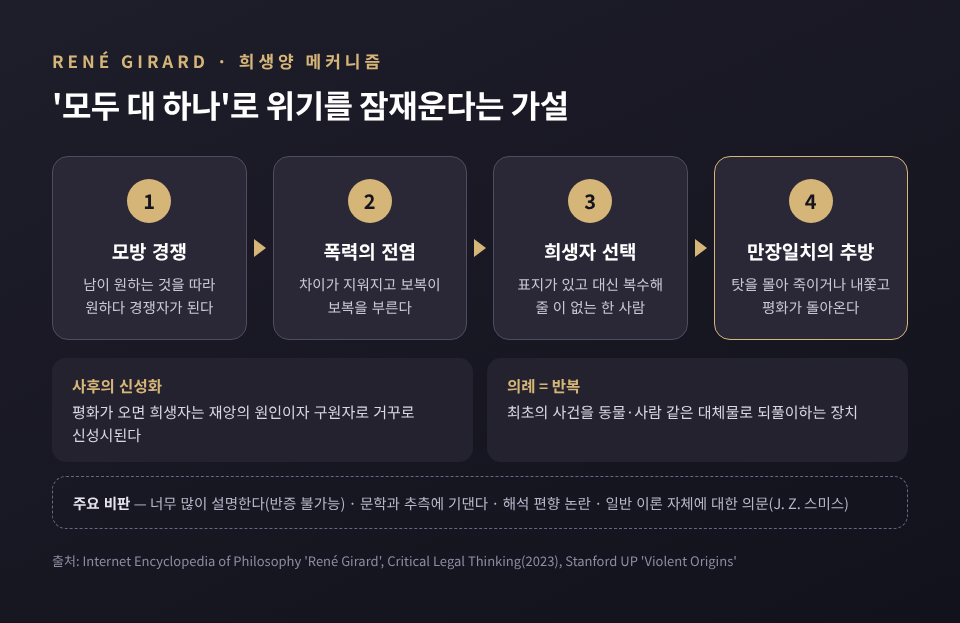 RENÉ GIRARD · 희생양 메커니즘
'모두 대 하나'로 위기를 잠재운다는 가설
1
모방 경쟁
남이 원하는 것을 따라
원하다 경쟁자가 된다
2
폭력의 전염
차이가 지워지고 보복이
보복을 부른다
3
희생자 선택
표지가 있고 대신 복수해
줄 이 없는 한 사람
4
만장일치의 추방
탓을 몰아 죽이거나 내쫓고
평화가 돌아온다
사후의 신성화
평화가 오면 희생자는 재앙의 원인이자 구원자로 거꾸로
신성시된다
의례 = 반복
최초의 사건을 동물·사람 같은 대체물로 되풀이하는 장치
주요 비판 — 너무 많이 설명한다(반증 불가능) · 문학과 추측에 기댄다 · 해석 편향 논란 · 일반 이론 자체에 대한 의문(J. Z. 스미스)
출처: Internet Encyclopedia of Philosophy 'René Girard', Critical Legal Thinking(2023), Stanford UP 'Violent Origins'